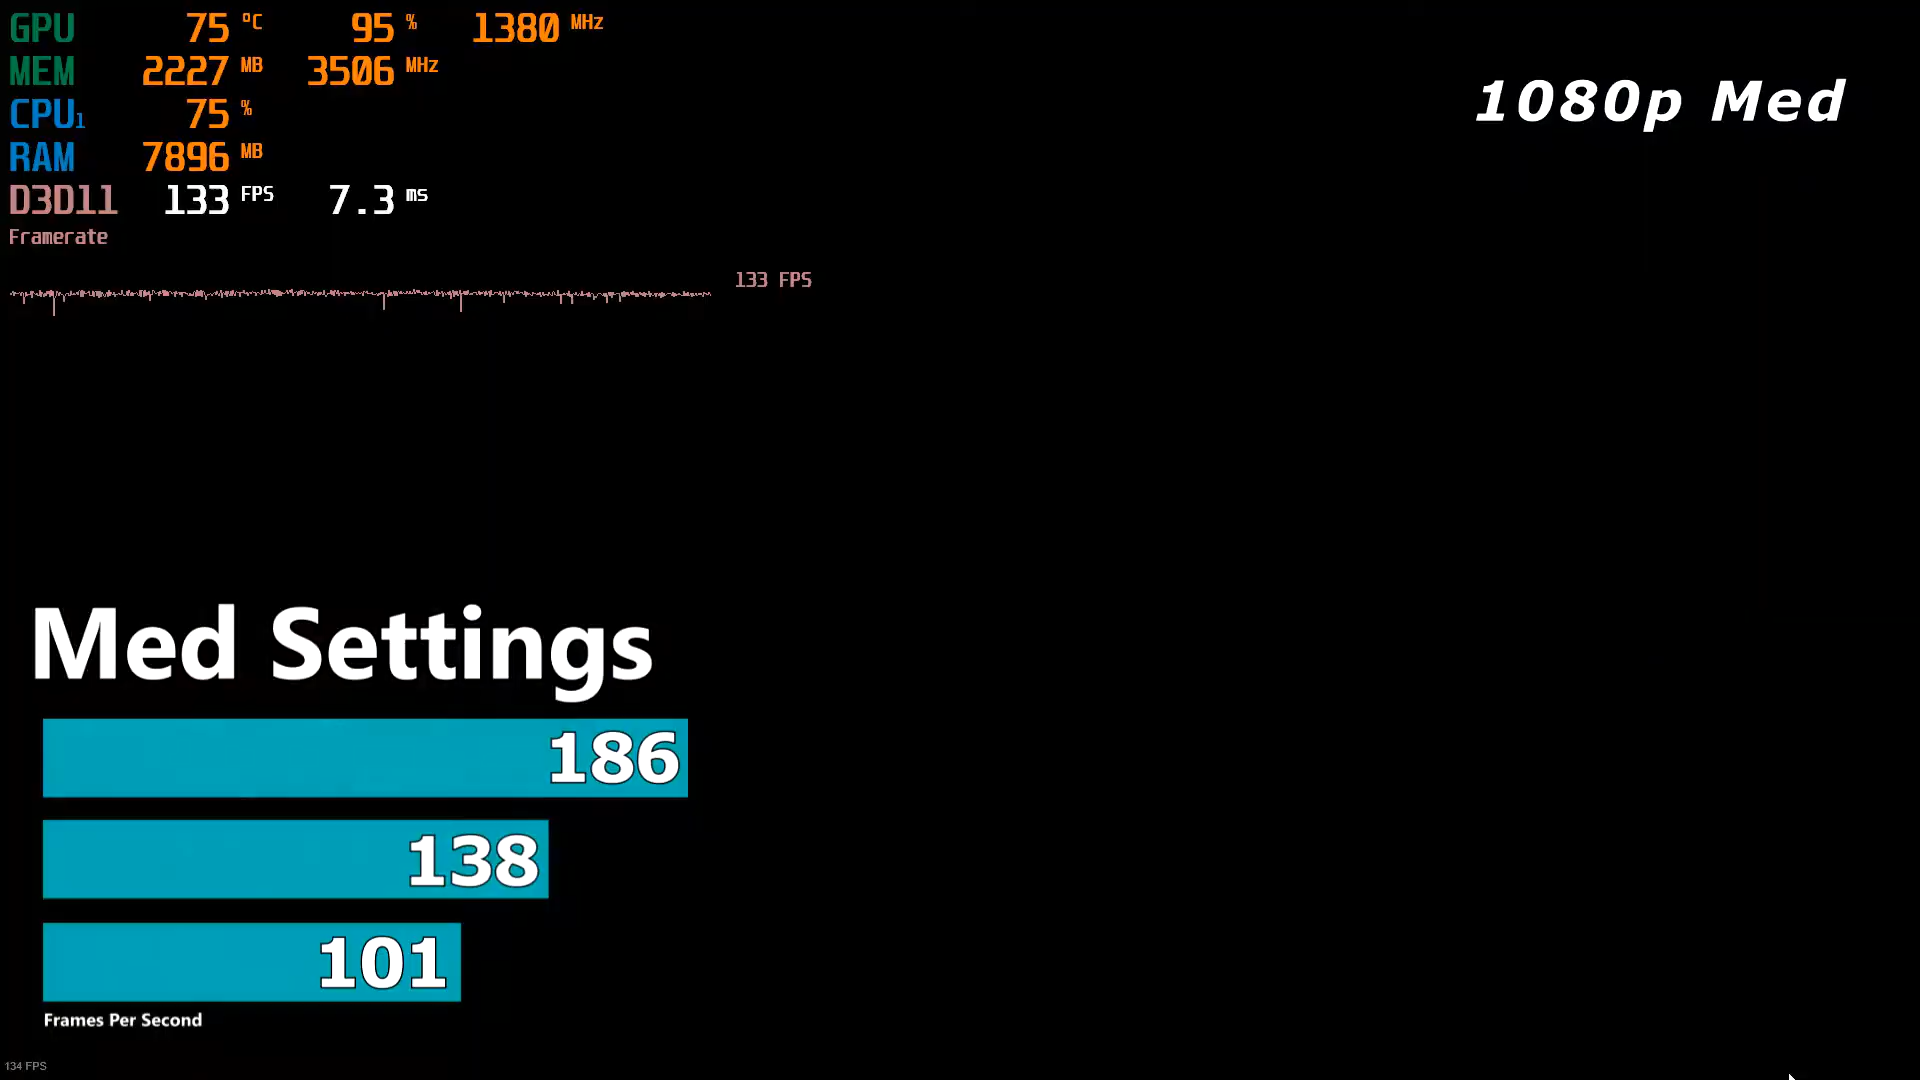 GPU 75 °C 95 % 1380 MHz
MEM 2227 MB 3506 MHz
CPU1 75 %
RAM 7896 MB
D3D11 133 FPS 7.3 ms
Framerate
133 FPS
1080p Med
Med Settings
186
138
101
Frames Per Second
134 FPS